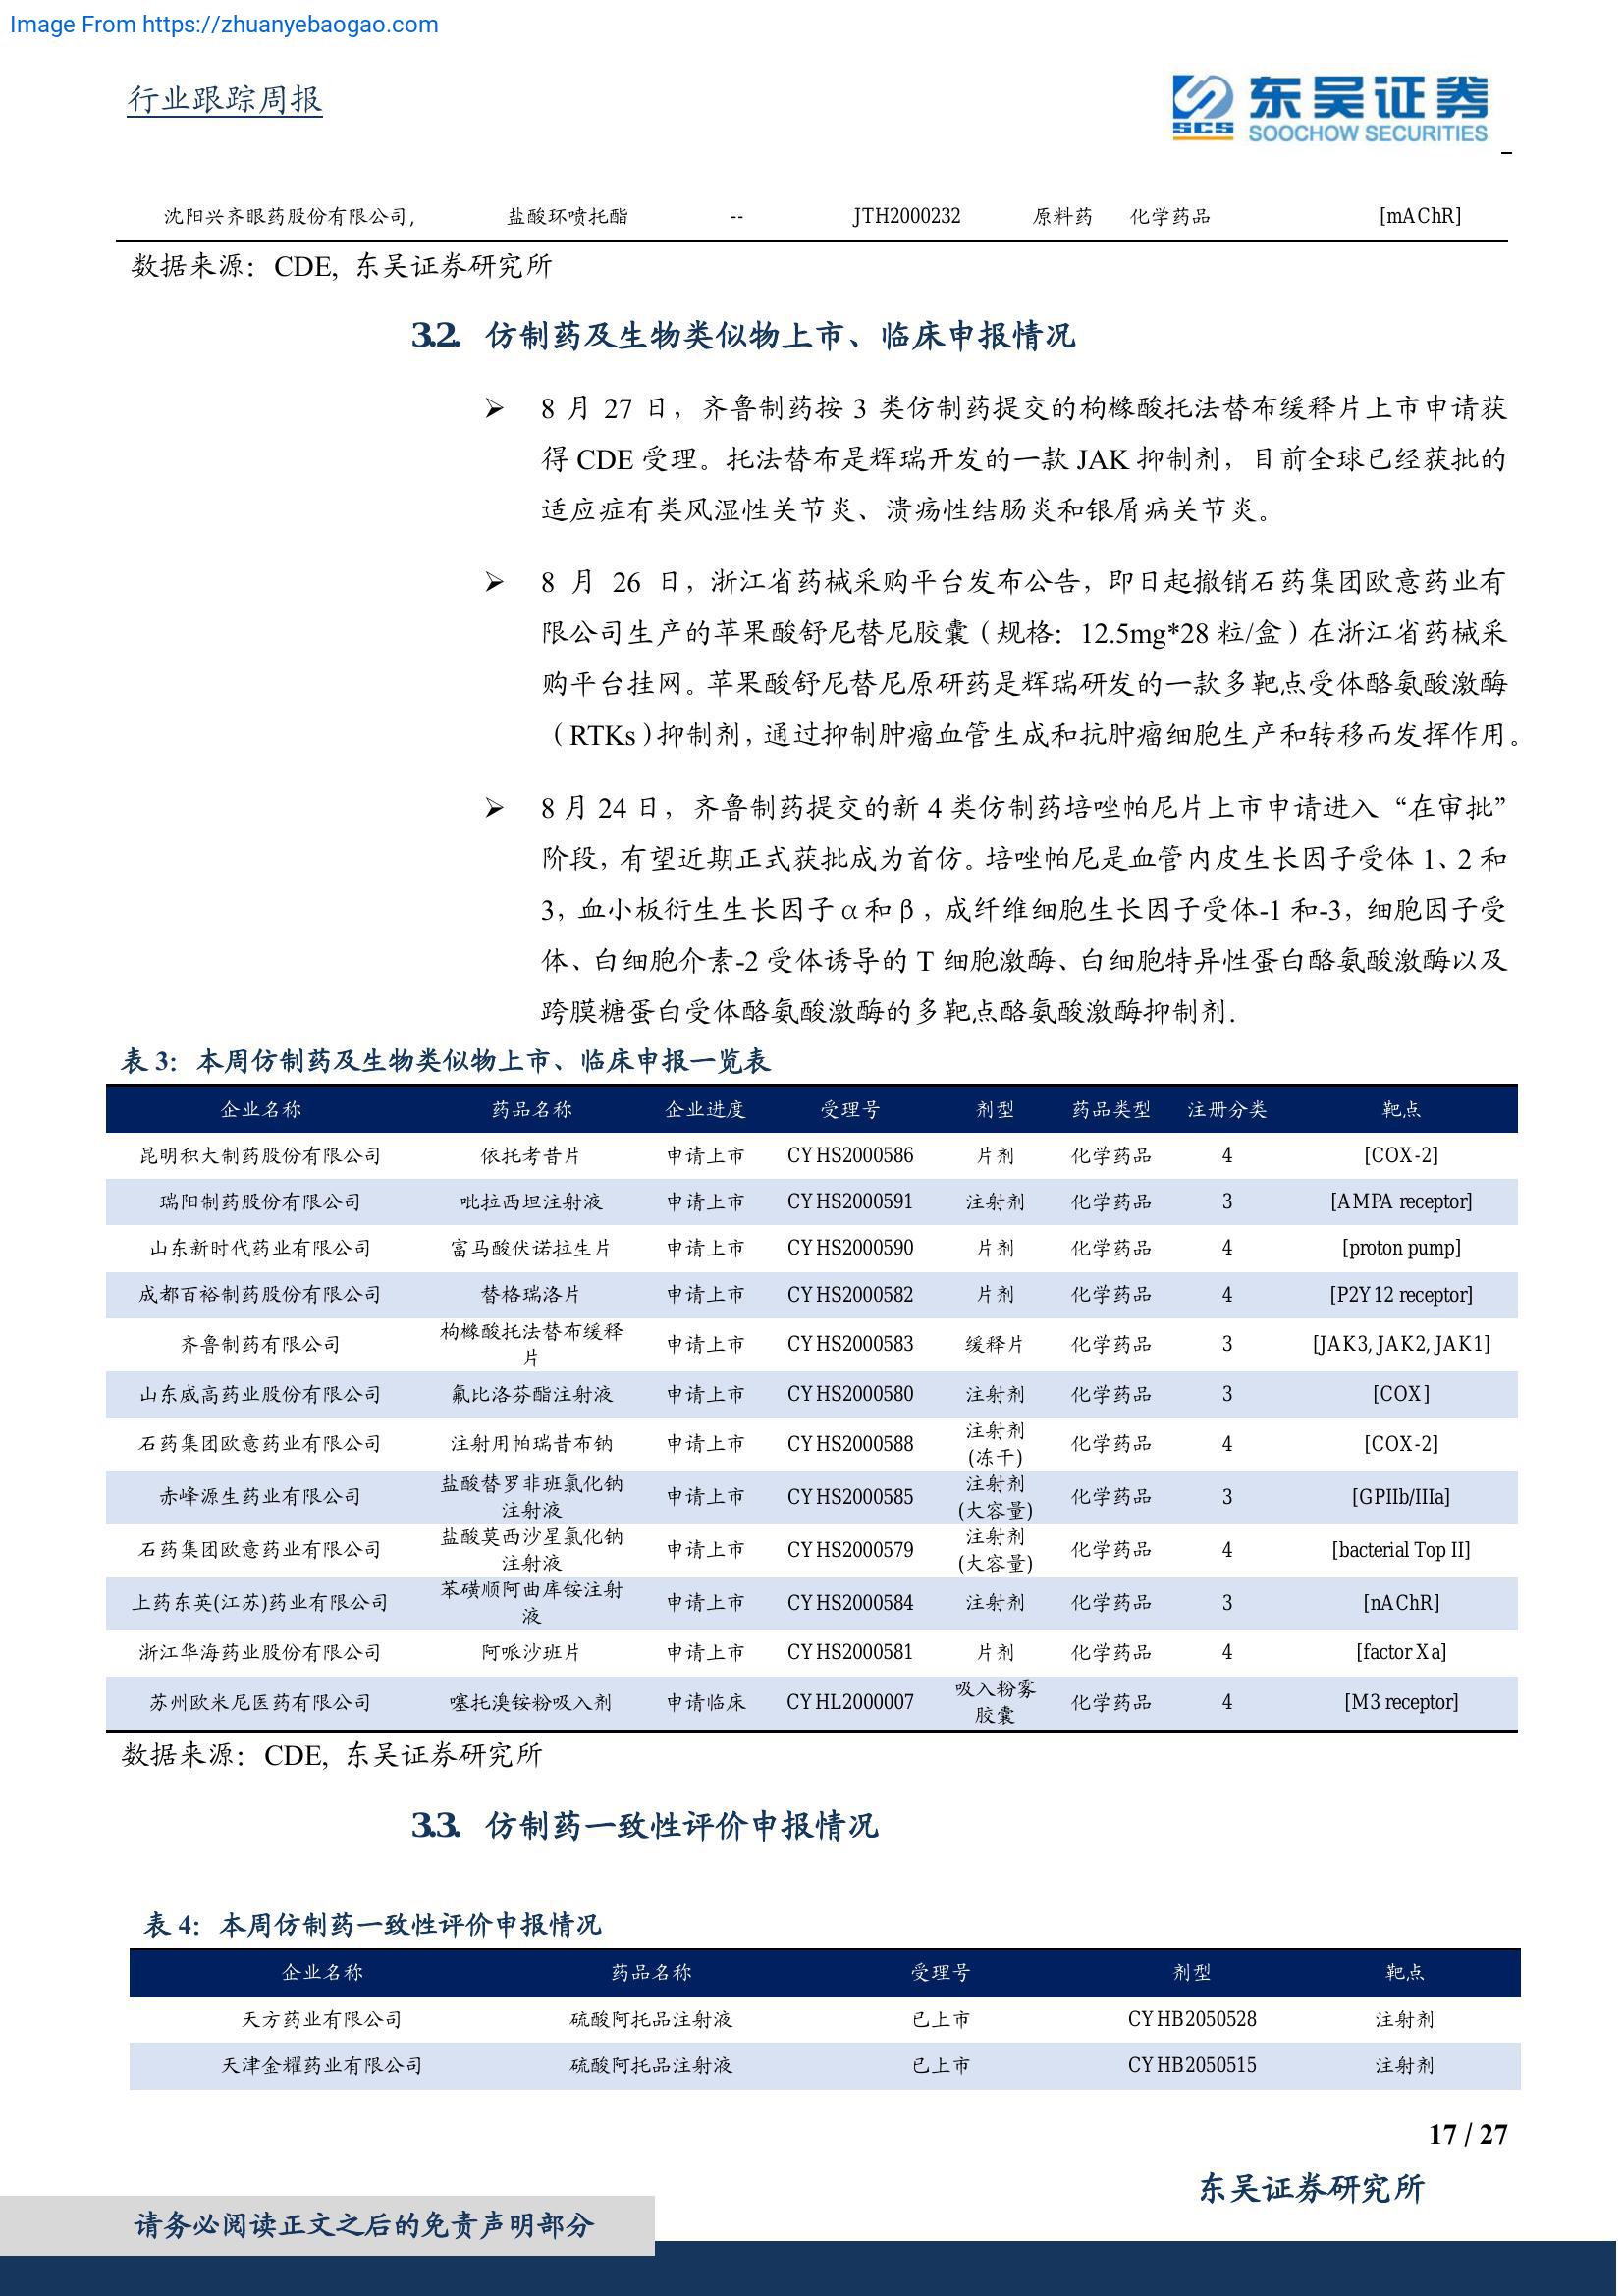 Image From https://zhuanyebaogao.com
行业跟踪周报
SCS
东吴证券
SOOCHOW SECURITIES
沈阳兴齐眼药股份有限公司, 盐酸环喷托酯 -- JTH2000232 原料药 化学药品 [mAChR]
数据来源：CDE, 东吴证券研究所
3.2. 仿制药及生物类似物上市、临床申报情况
➢ 8 月 27 日，齐鲁制药按 3 类仿制药提交的枸橼酸托法替布缓释片上市申请获
得 CDE 受理。托法替布是辉瑞开发的一款 JAK 抑制剂，目前全球已经获批的
适应症有类风湿性关节炎、溃疡性结肠炎和银屑病关节炎。
➢ 8 月 26 日，浙江省药械采购平台发布公告，即日起撤销石药集团欧意药业有
限公司生产的苹果酸舒尼替尼胶囊（规格：12.5mg*28 粒/盒）在浙江省药械采
购平台挂网。苹果酸舒尼替尼原研药是辉瑞研发的一款多靶点受体酪氨酸激酶
（RTKs）抑制剂，通过抑制肿瘤血管生成和抗肿瘤细胞生产和转移而发挥作用。
➢ 8 月 24 日，齐鲁制药提交的新 4 类仿制药培唑帕尼片上市申请进入“在审批”
阶段，有望近期正式获批成为首仿。培唑帕尼是血管内皮生长因子受体 1、2 和
3，血小板衍生生长因子 α 和 β，成纤维细胞生长因子受体-1 和-3，细胞因子受
体、白细胞介素-2 受体诱导的 T 细胞激酶、白细胞特异性蛋白酪氨酸激酶以及
跨膜糖蛋白受体酪氨酸激酶的多靶点酪氨酸激酶抑制剂.
表 3：本周仿制药及生物类似物上市、临床申报一览表
企业名称 药品名称 企业进度 受理号 剂型 药品类型 注册分类 靶点
昆明积大制药股份有限公司 依托考昔片 申请上市 CYHS2000586 片剂 化学药品 4 [COX-2]
瑞阳制药股份有限公司 吡拉西坦注射液 申请上市 CYHS2000591 注射剂 化学药品 3 [AMPA receptor]
山东新时代药业有限公司 富马酸伏诺拉生片 申请上市 CYHS2000590 片剂 化学药品 4 [proton pump]
成都百裕制药股份有限公司 替格瑞洛片 申请上市 CYHS2000582 片剂 化学药品 4 [P2Y12 receptor]
齐鲁制药有限公司 枸橼酸托法替布缓释片 申请上市 CYHS2000583 缓释片 化学药品 3 [JAK3, JAK2, JAK1]
山东威高药业股份有限公司 氟比洛芬酯注射液 申请上市 CYHS2000580 注射剂 化学药品 3 [COX]
石药集团欧意药业有限公司 注射用帕瑞昔布钠 申请上市 CYHS2000588 注射剂(冻干) 化学药品 4 [COX-2]
赤峰源生药业有限公司 盐酸替罗非班氯化钠注射液 申请上市 CYHS2000585 注射剂(大容量) 化学药品 3 [GPIIb/IIIa]
石药集团欧意药业有限公司 盐酸莫西沙星氯化钠注射液 申请上市 CYHS2000579 注射剂(大容量) 化学药品 4 [bacterial Top II]
上药东英(江苏)药业有限公司 苯磺顺阿曲库铵注射液 申请上市 CYHS2000584 注射剂 化学药品 3 [nAChR]
浙江华海药业股份有限公司 阿哌沙班片 申请上市 CYHS2000581 片剂 化学药品 4 [factor Xa]
苏州欧米尼医药有限公司 噻托溴铵粉吸入剂 申请临床 CYHL2000007 吸入粉雾胶囊 化学药品 4 [M3 receptor]
数据来源：CDE, 东吴证券研究所
3.3. 仿制药一致性评价申报情况
表 4：本周仿制药一致性评价申报情况
企业名称 药品名称 受理号 剂型 靶点
天方药业有限公司 硫酸阿托品注射液 已上市 CYHB2050528 注射剂
天津金耀药业有限公司 硫酸阿托品注射液 已上市 CYHB2050515 注射剂
17 / 27
东吴证券研究所
请务必阅读正文之后的免责声明部分